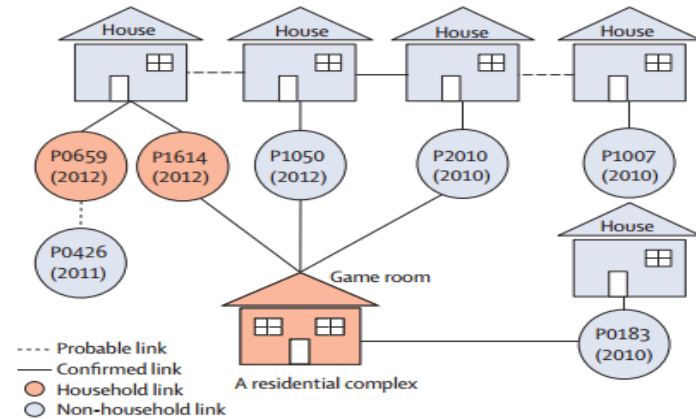 House
House
House
House
P0659
(2012)
P1614
(2012)
P1050
(2012)
P2010
(2010)
P1007
(2010)
House
P0426
(2011)
Game room
P0183
(2010)
Probable link
Confirmed link
A residential complex
Household link
Non-household link